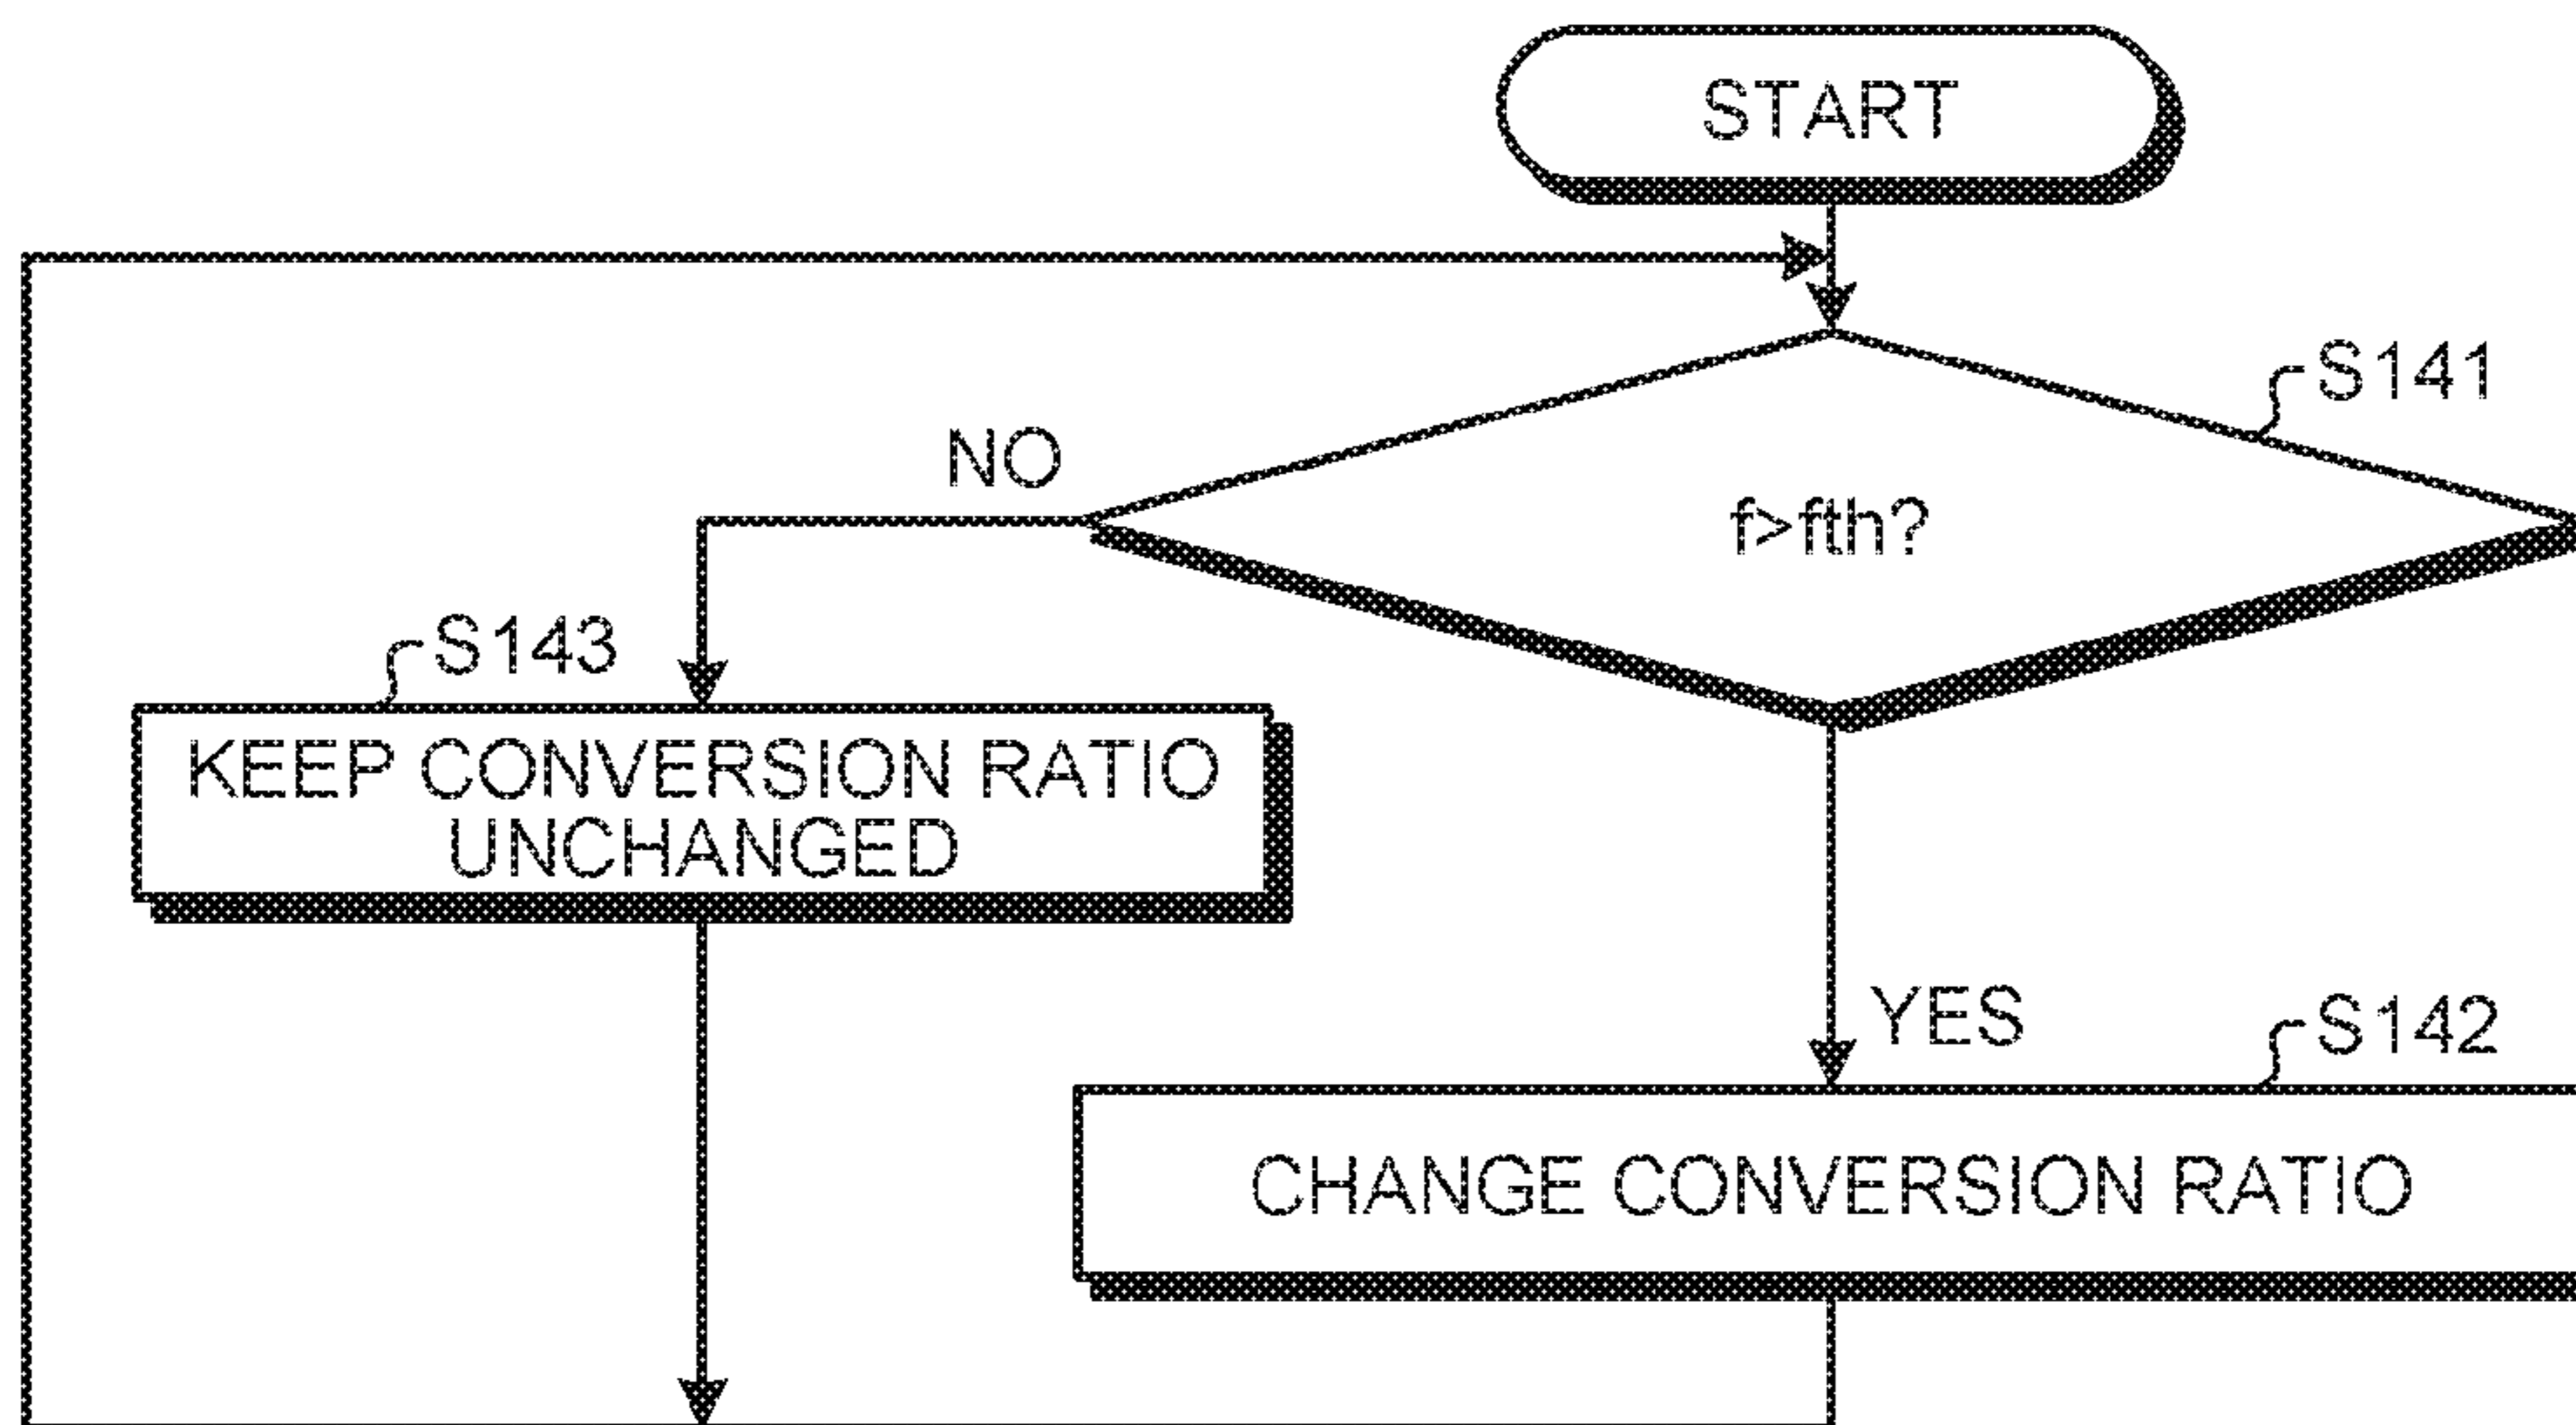 START
S141
NO
f>fth?
S143
KEEP CONVERSION RATIO
UNCHANGED
YES
S142
CHANGE CONVERSION RATIO